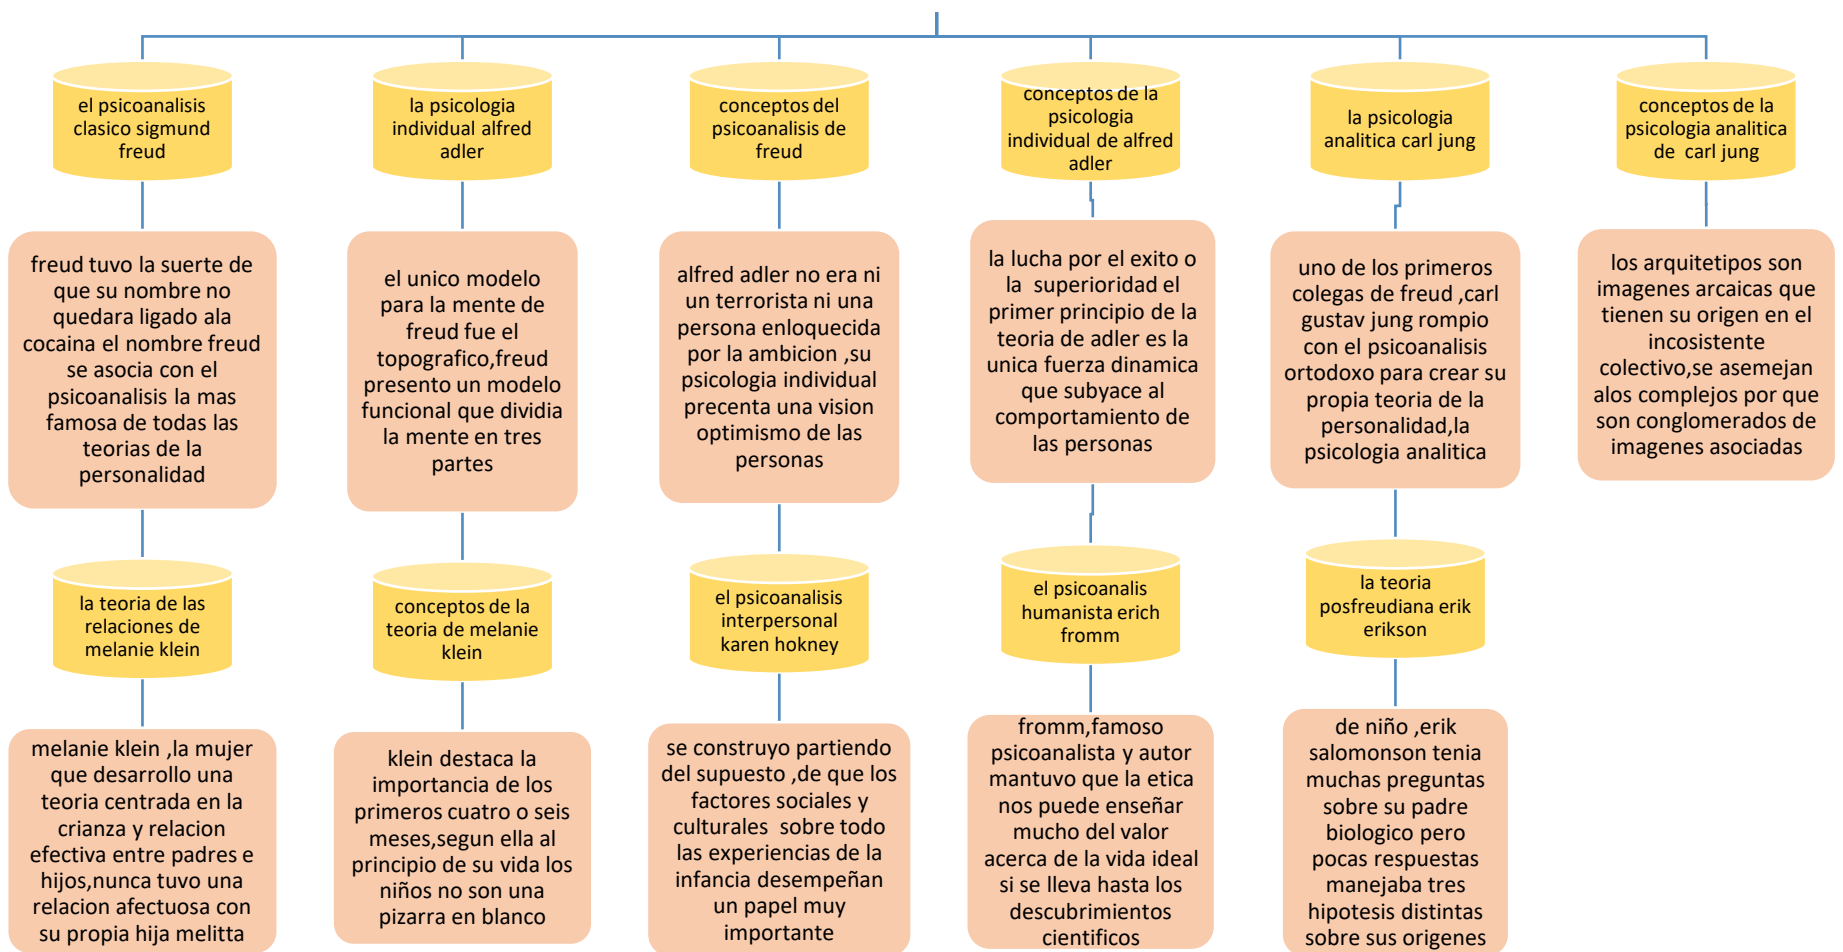 el psicoanalisis
clasico sigmund
freud
la psicologia
individual alfred
adler
conceptos del
psicoanalisis de
freud
conceptos de la
psicologia
individual de alfred
adler
la psicologia
analitica carl jung
conceptos de la
psicologia analitica
de carl jung
freud tuvo la suerte de
que su nombre no
quedara ligado ala
cocaina el nombre freud
se asocia con el
psicoanalisis la mas
famosa de todas las
teorias de la
personalidad
el unico modelo
para la mente de
freud fue el
topografico,freud
presento un modelo
funcional que dividia
la mente en tres
partes
alfred adler no era ni
un terrorista ni una
persona enloquecida
por la ambicion ,su
psicologia individual
precenta una vision
optimismo de las
personas
la lucha por el exito o
la superioridad el
primer principio de la
teoria de adler es la
unica fuerza dinamica
que subyace al
comportamiento de
las personas
uno de los primeros
colegas de freud ,carl
gustav jung rompio
con el psicoanalisis
ortodoxo para crear su
propia teoria de la
personalidad,la
psicologia analitica
los arquitetipos son
imagenes arcaicas que
tienen su origen en el
incosistente
colectivo,se asemejan
alos complejos por que
son conglomerados de
imagenes asociadas
la teoria de las
relaciones de
melanie klein
conceptos de la
teoria de melanie
klein
el psicoanalisis
interpersonal
karen hokney
el psicoanalis
humanista erich
fromm
la teoria
posfreudiana erik
erikson
melanie klein ,la mujer
que desarrollo una
teoria centrada en la
crianza y relacion
efectiva entre padres e
hijos,nunca tuvo una
relacion afectuosa con
su propia hija melitta
klein destaca la
importancia de los
primeros cuatro o seis
meses,segun ella al
principio de su vida los
niños no son una
pizarra en blanco
se construyo partiendo
del supuesto ,de que los
factores sociales y
culturales sobre todo
las experiencias de la
infancia desempeñan
un papel muy
importante
fromm,famoso
psicoanalista y autor
mantuvo que la etica
nos puede enseñar
mucho del valor
acerca de la vida ideal
si se lleva hasta los
descubrimientos
cientificos
de niño ,erik
salomonson tenia
muchas preguntas
sobre su padre
biologico pero
pocas respuestas
manejaba tres
hipotesis distintas
sobre sus origenes